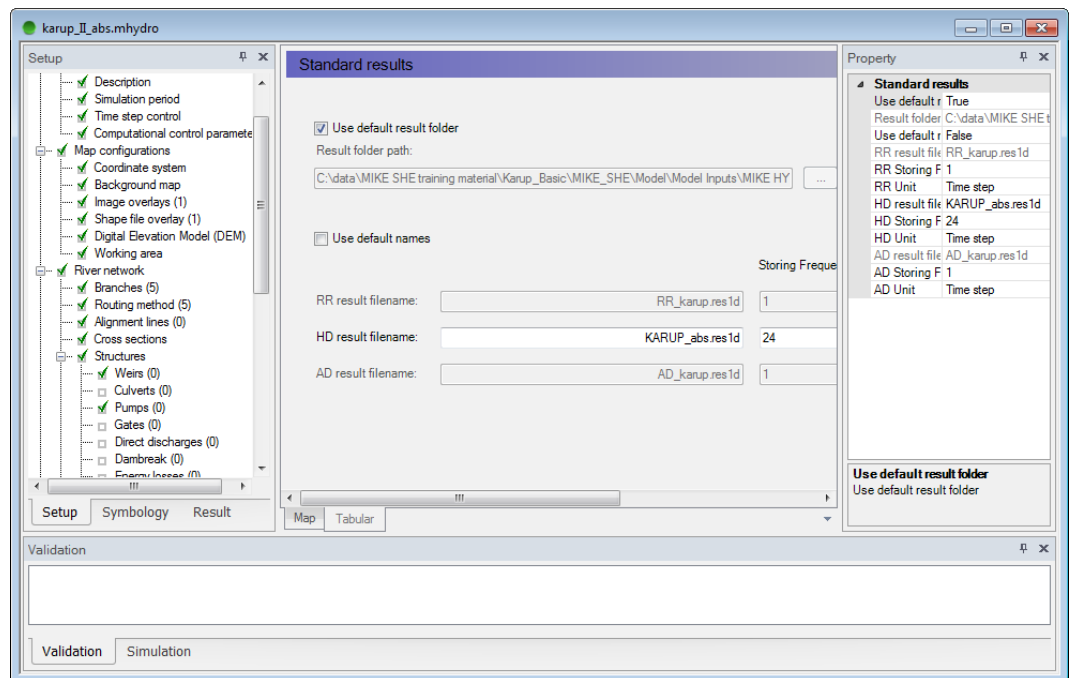 karup_II_abs.mhydro
Setup
Description
Simulation period
Time step control
Computational control paramete
Map configurations
Coordinate system
Background map
Image overlays (1)
Shape file overlay (1)
Digital Elevation Model (DEM)
Working area
River network
Branches (5)
Routing method (5)
Alignment lines (0)
Cross sections
Structures
Weirs (0)
Culverts (0)
Pumps (0)
Gates (0)
Direct discharges (0)
Dambreak (0)
Energy losses (0)
Setup Symbology Result
Standard results
Use default result folder
Result folder path:
C:\data\MIKE SHE training material\Karup_Basic\MIKE_SHE\Model\Model Inputs\MIKE HY ...
Use default names
Storing Freque
RR result filename: RR_karup.res1d 1
HD result filename: KARUP_abs.res1d 24
AD result filename: AD_karup.res1d 1
Map Tabular
Property
Standard results
Use default r True
Result folder C:\data\MIKE SHE t
Use default r False
RR result file RR_karup.res1d
RR Storing F 1
RR Unit Time step
HD result file KARUP_abs.res1d
HD Storing F 24
HD Unit Time step
AD result file AD_karup.res1d
AD Storing F 1
AD Unit Time step
Use default result folder
Use default result folder
Validation
Validation Simulation